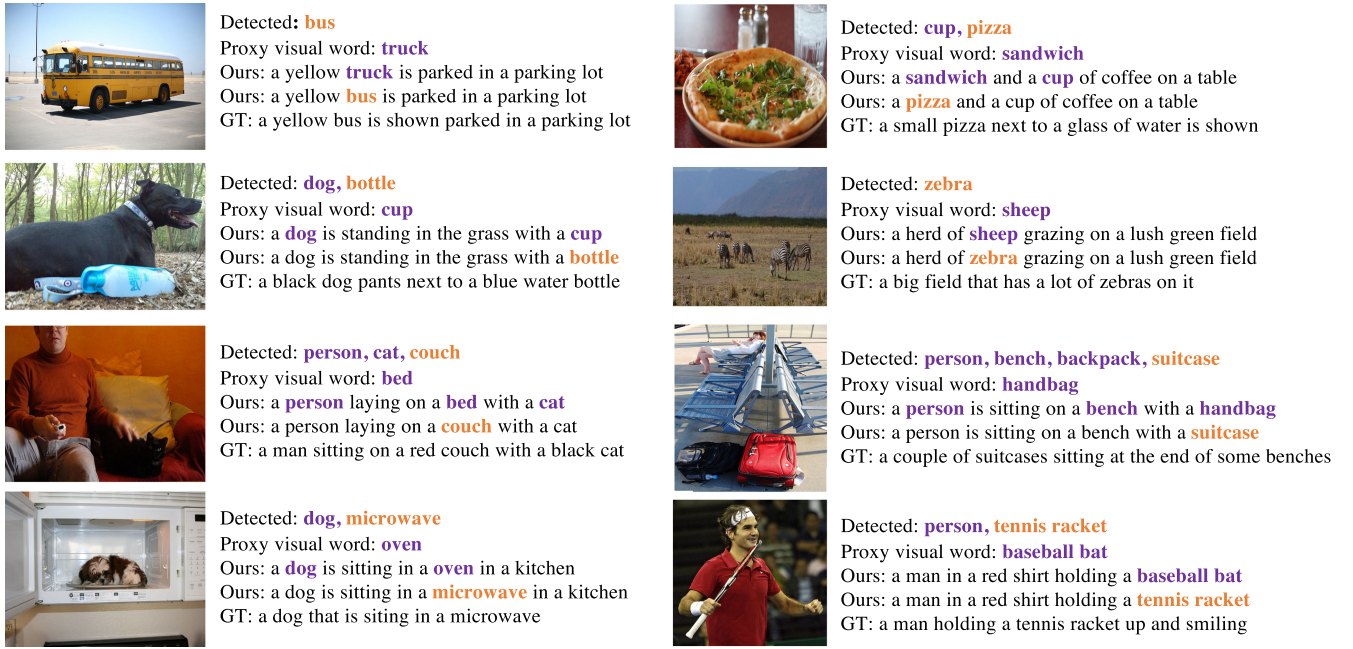 Detected: bus
Proxy visual word: truck
Ours: a yellow truck is parked in a parking lot
Ours: a yellow bus is parked in a parking lot
GT: a yellow bus is shown parked in a parking lot
Detected: cup, pizza
Proxy visual word: sandwich
Ours: a sandwich and a cup of coffee on a table
Ours: a pizza and a cup of coffee on a table
GT: a small pizza next to a glass of water is shown
Detected: dog, bottle
Proxy visual word: cup
Ours: a dog is standing in the grass with a cup
Ours: a dog is standing in the grass with a bottle
GT: a black dog pants next to a blue water bottle
Detected: zebra
Proxy visual word: sheep
Ours: a herd of sheep grazing on a lush green field
Ours: a herd of zebra grazing on a lush green field
GT: a big field that has a lot of zebras on it
Detected: person, cat, couch
Proxy visual word: bed
Ours: a person laying on a bed with a cat
Ours: a person laying on a couch with a cat
GT: a man sitting on a red couch with a black cat
Detected: person, bench, backpack, suitcase
Proxy visual word: handbag
Ours: a person is sitting on a bench with a handbag
Ours: a person is sitting on a bench with a suitcase
GT: a couple of suitcases sitting at the end of some benches
Detected: dog, microwave
Proxy visual word: oven
Ours: a dog is sitting in a oven in a kitchen
Ours: a dog is sitting in a microwave in a kitchen
GT: a dog that is siting in a microwave
Detected: person, tennis racket
Proxy visual word: baseball bat
Ours: a man in a red shirt holding a baseball bat
Ours: a man in a red shirt holding a tennis racket
GT: a man holding a tennis racket up and smiling